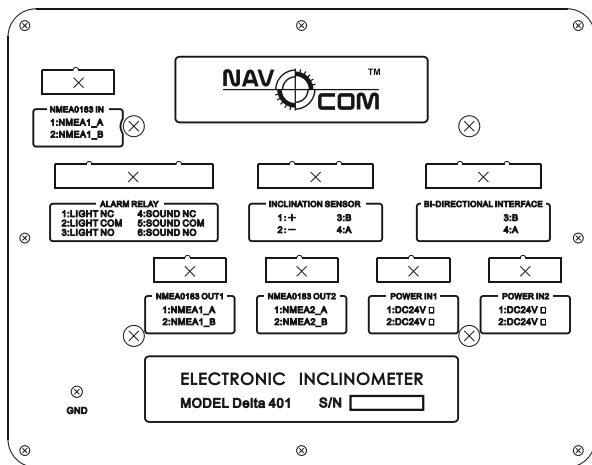 NAV COM ™
NMEA0183 IN
1:NMEA1_A
2:NMEA1_B
ALARM RELAY
1:LIGHT NC 4:SOUND NC
2:LIGHT COM 5:SOUND COM
3:LIGHT NO 6:SOUND NO
INCLINATION SENSOR
1:+ 3:B
2:− 4:A
BI-DIRECTIONAL INTERFACE
3:B
4:A
NMEA0183 OUT1
1:NMEA1_A
2:NMEA1_B
NMEA0183 OUT2
1:NMEA2_A
2:NMEA2_B
POWER IN1
1:DC24V □
2:DC24V □
POWER IN2
1:DC24V □
2:DC24V □
GND
ELECTRONIC INCLINOMETER
MODEL Delta 401 S/N